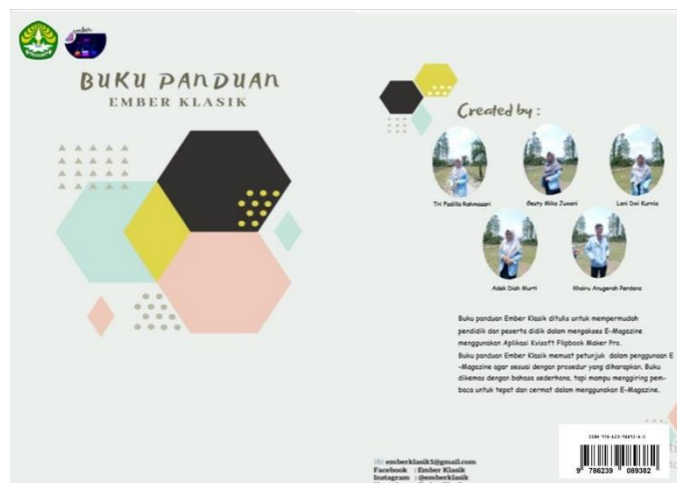 BUKU PANDUAN
EMBER KLASIK
Created by :
Tri Padilla Rahmasari
Gesty Mika Juwari
Lani Dwi Kurnia
Adek Diah Murti
Khairu Anugerah Perdana
Buku panduan Ember Klasik ditulis untuk mempermudah
pendidik dan peserta didik dalam mengakses E-Magazine
menggunakan Aplikasi Kvisoft Flipbook Maker Pro.
Buku panduan Ember Klasik memuat petunjuk dalam penggunaan E
-Magazine agar sesuai dengan prosedur yang diharapkan. Buku
dikemas dengan bahasa sederhana, tapi mampu menggiring pem-
baca untuk tepat dan cermat dalam menggunakan E-Magazine.
emberklasik1@gmail.com
Facebook : Ember Klasik
Instagram : @emberklasik
9 786239 089382